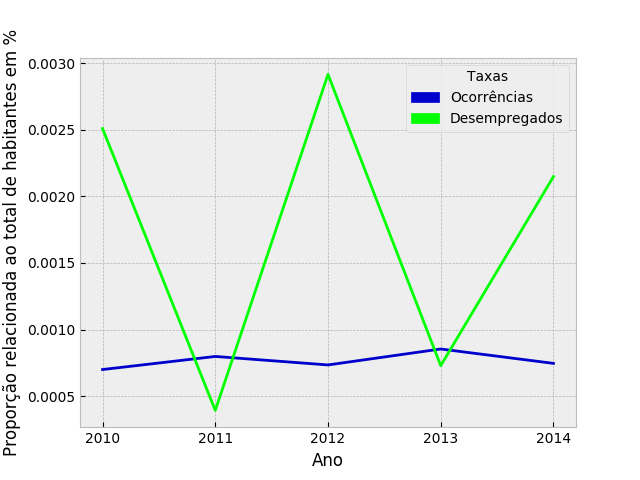 Proporção relacionada ao total de habitantes em %
0.0030
0.0025
0.0020
0.0015
0.0010
0.0005
Taxas
Ocorrências
Desempregados
2010 2011 2012 2013 2014
Ano